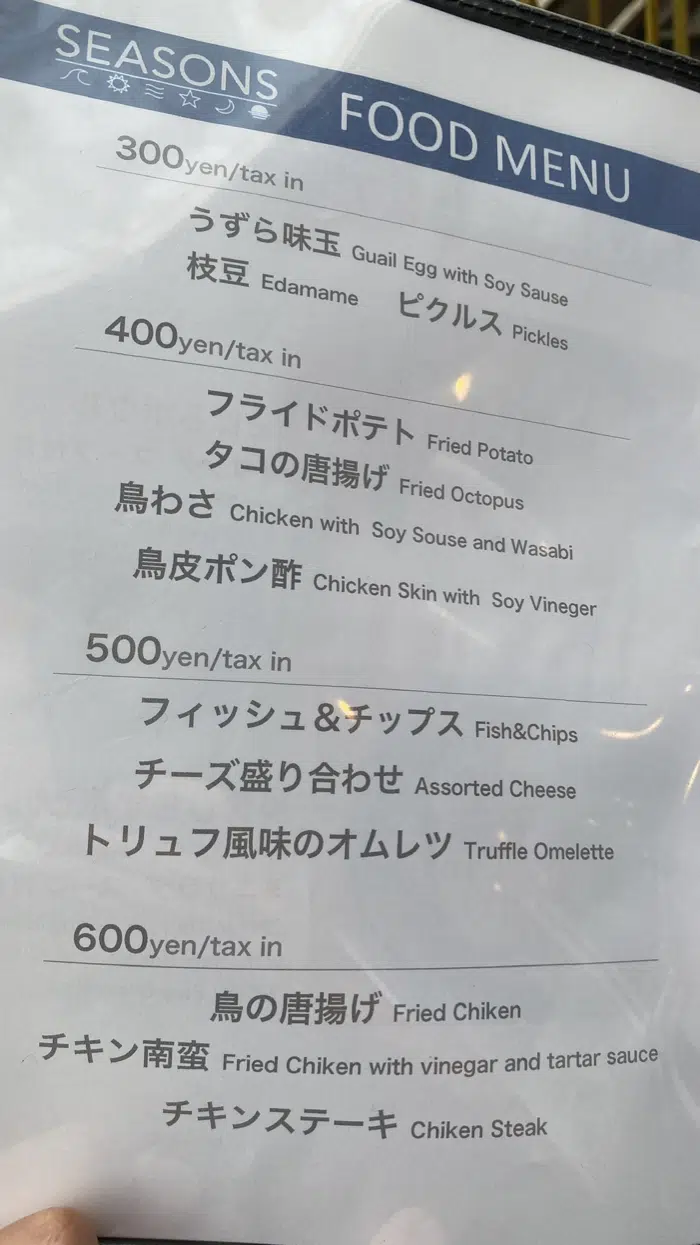 SEASONS
FOOD MENU
300yen/tax in
うずら味玉 Guail Egg with Soy Sause
枝豆 Edamame ピクルス Pickles
400yen/tax in
フライドポテト Fried Potato
タコの唐揚げ Fried Octopus
鳥わさ Chicken with Soy Souse and Wasabi
鳥皮ポン酢 Chicken Skin with Soy Vineger
500yen/tax in
フィッシュ&チップス Fish&Chips
チーズ盛り合わせ Assorted Cheese
トリュフ風味のオムレツ Truffle Omelette
600yen/tax in
鳥の唐揚げ Fried Chiken
チキン南蛮 Fried Chiken with vinegar and tartar sauce
チキンステーキ Chiken Steak